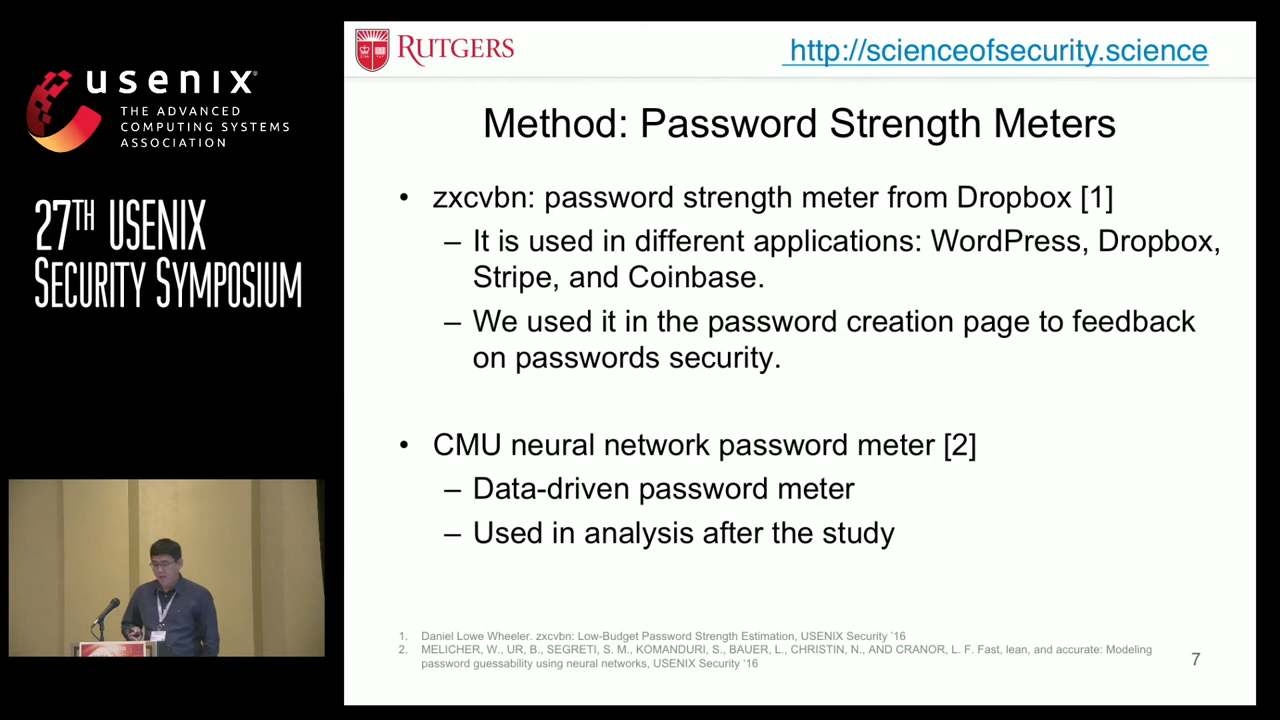 usenix
THE ADVANCED
COMPUTING SYSTEMS
ASSOCIATION
27TH USENIX
SECURITY SYMPOSIUM
RUTGERS
http://scienceofsecurity.science
Method: Password Strength Meters
• zxcvbn: password strength meter from Dropbox [1]
– It is used in different applications: WordPress, Dropbox,
Stripe, and Coinbase.
– We used it in the password creation page to feedback
on passwords security.
• CMU neural network password meter [2]
– Data-driven password meter
– Used in analysis after the study
1. Daniel Lowe Wheeler. zxcvbn: Low-Budget Password Strength Estimation, USENIX Security '16
2. MELICHER, W., UR, B., SEGRETI, S. M., KOMANDURI, S., BAUER, L., CHRISTIN, N., AND CRANOR, L. F. Fast, lean, and accurate: Modeling
password guessability using neural networks, USENIX Security '16
7